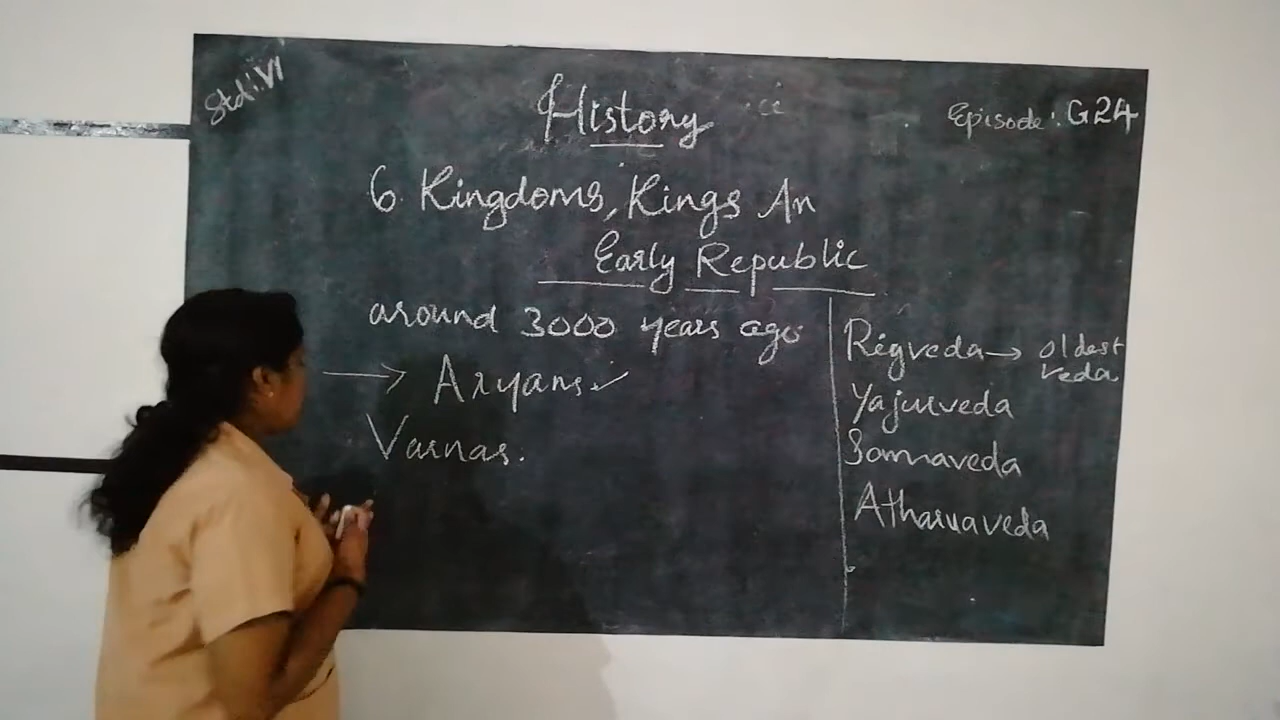 Std: VI
History
Episode: G24
6. Kingdoms, Kings An
Early Republic
around 3000 years ago
→ Aryans ✓
Varnas.
Rigveda → oldest
veda
Yajurveda
Samaveda
Atharvaveda